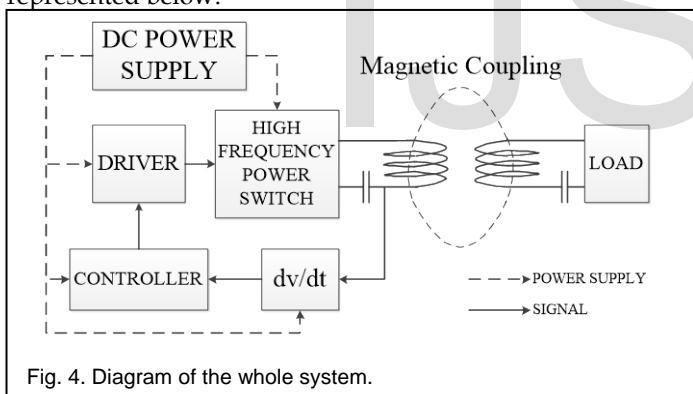 represented below.
DC POWER
SUPPLY
Magnetic Coupling
HIGH
FREQUENCY
POWER
SWITCH
DRIVER
LOAD
CONTROLLER
dv/dt
POWER SUPPLY
SIGNAL
Fig. 4. Diagram of the whole system.